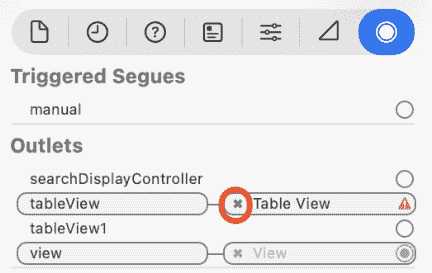 Triggered Segues
manual
Outlets
searchDisplayController
tableView Table View
tableView1
view View